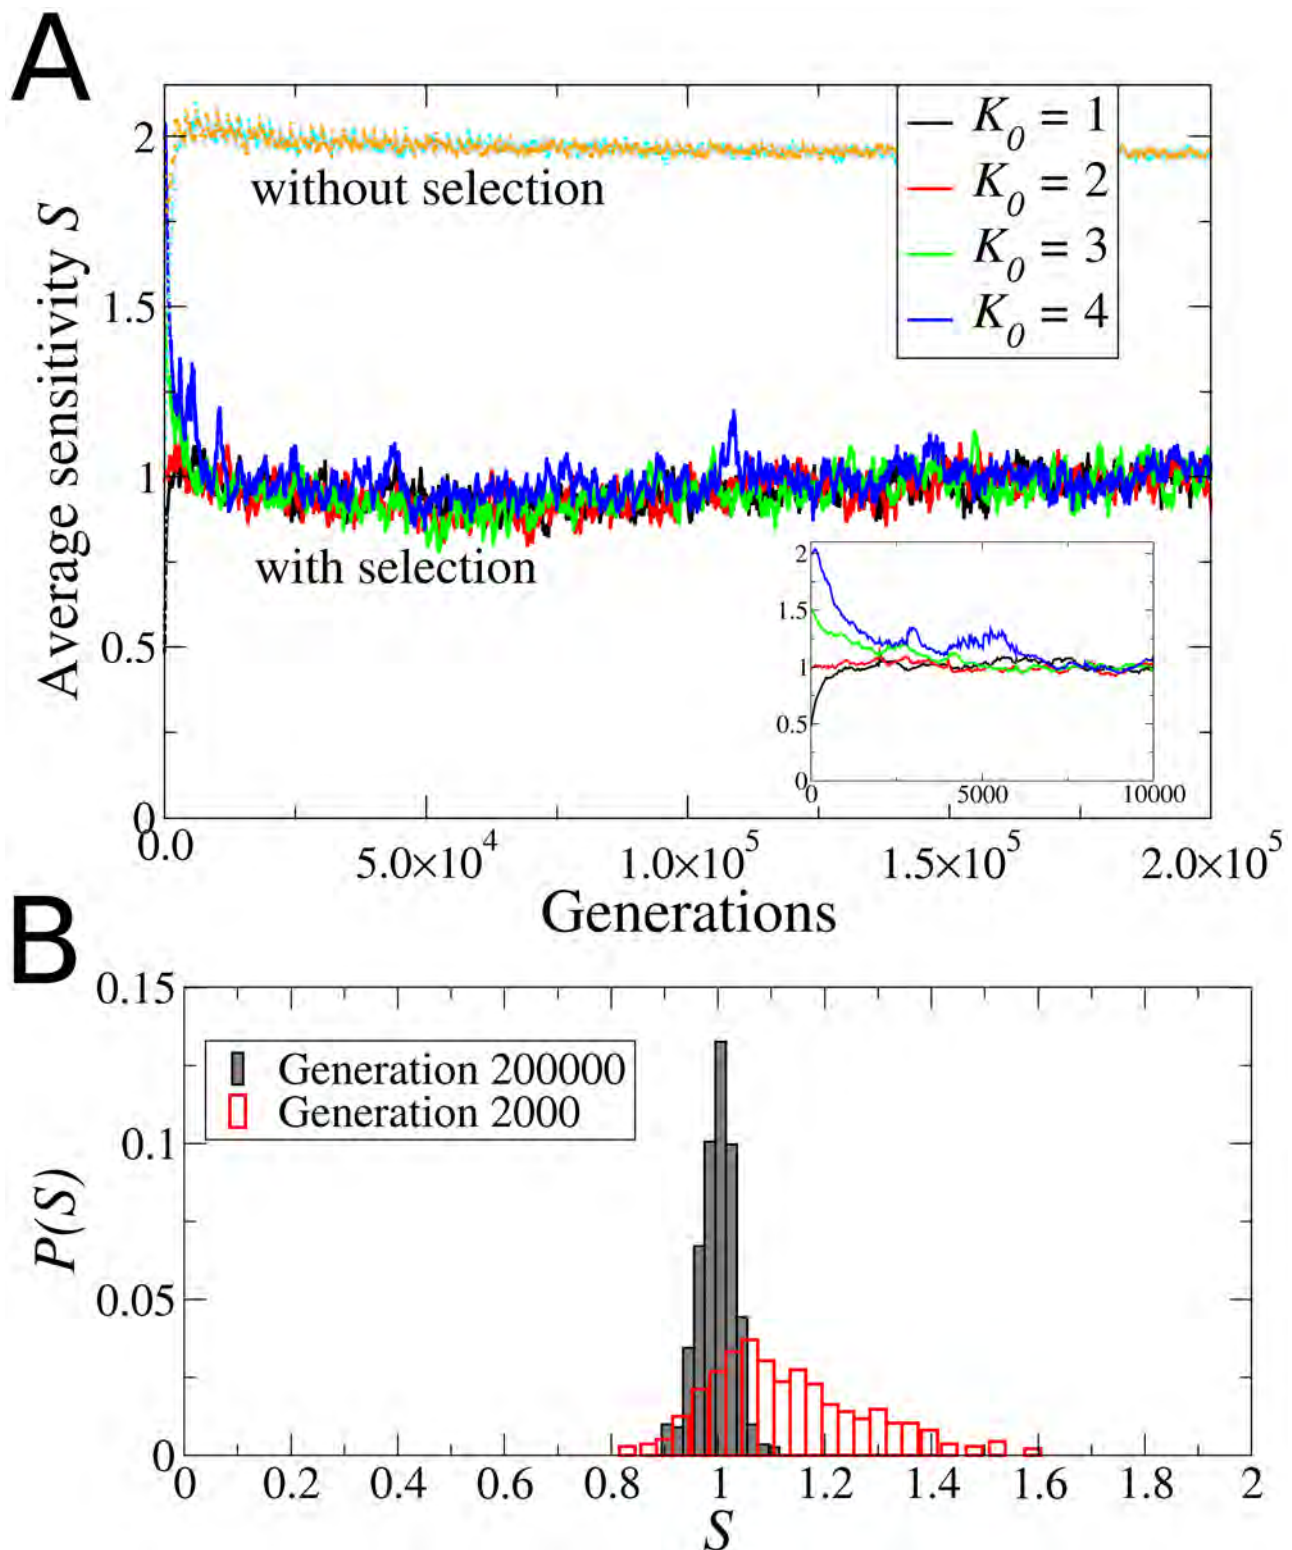 A
Average sensitivity S
2
1.5
1
0.5
0
without selection
with selection
K0 = 1
K0 = 2
K0 = 3
K0 = 4
2
1.5
1
0.5
0
0 5000 10000
0.0 5.0×10^4 1.0×10^5 1.5×10^5 2.0×10^5
Generations
B
P(S)
0.15
0.1
0.05
0
Generation 200000
Generation 2000
0 0.2 0.4 0.6 0.8 1 1.2 1.4 1.6 1.8 2
S